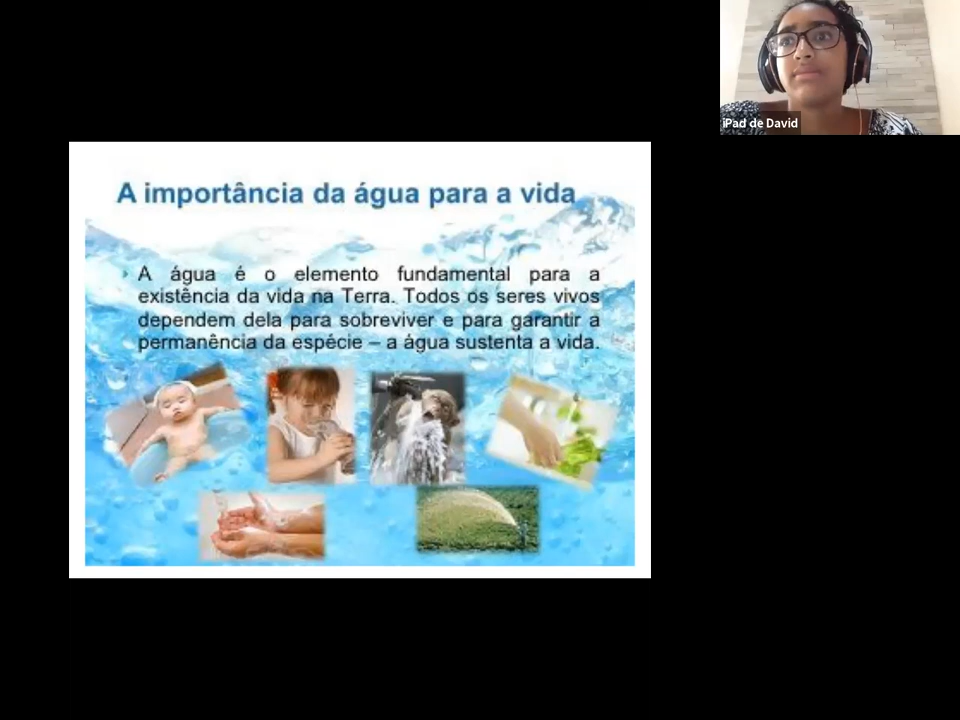 iPad de David
A importância da água para a vida
A água é o elemento fundamental para a
existência da vida na Terra. Todos os seres vivos
dependem dela para sobreviver e para garantir a
permanência da espécie – a água sustenta a vida.